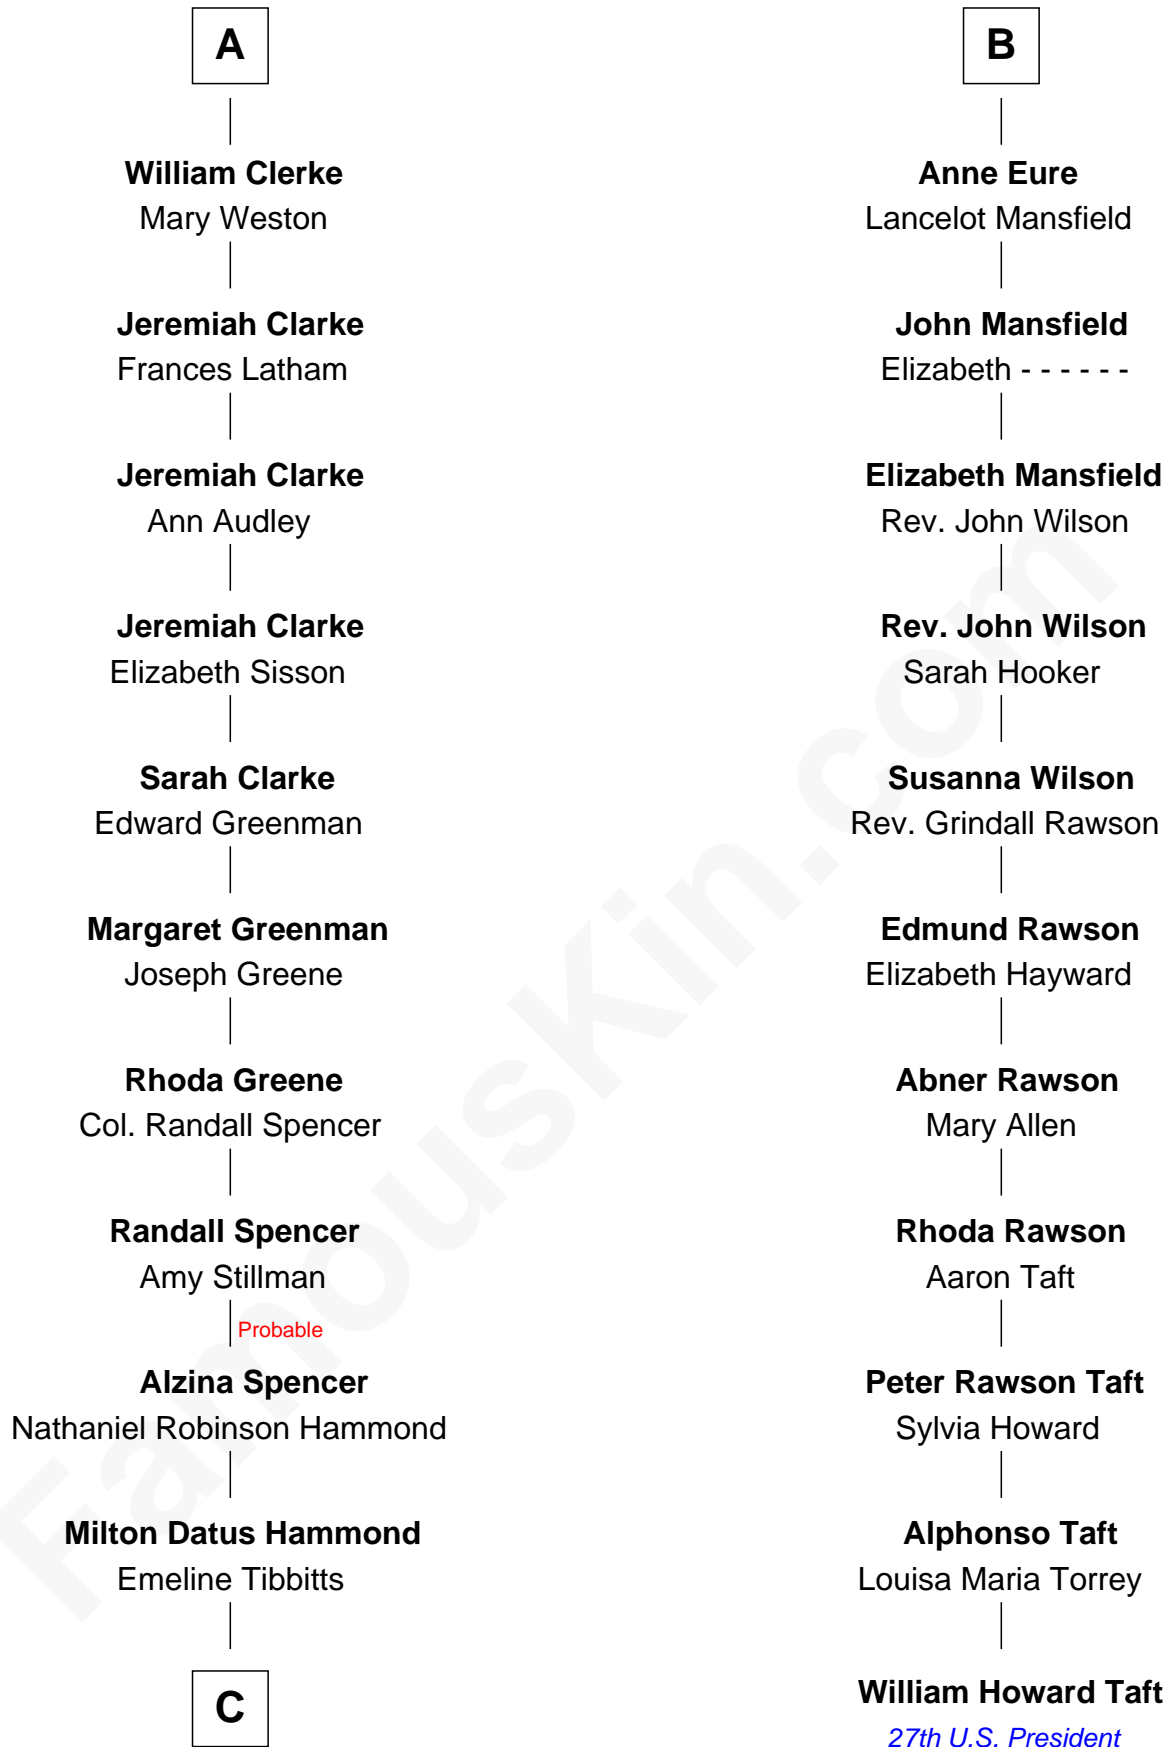 A
William Clerke
Mary Weston
Jeremiah Clarke
Frances Latham
Jeremiah Clarke
Ann Audley
Jeremiah Clarke
Elizabeth Sisson
Sarah Clarke
Edward Greenman
Margaret Greenman
Joseph Greene
Rhoda Greene
Col. Randall Spencer
Randall Spencer
Amy Stillman
Probable
Alzina Spencer
Nathaniel Robinson Hammond
Milton Datus Hammond
Emeline Tibbitts
C
B
Anne Eure
Lancelot Mansfield
John Mansfield
Elizabeth - - - - - -
Elizabeth Mansfield
Rev. John Wilson
Rev. John Wilson
Sarah Hooker
Susanna Wilson
Rev. Grindall Rawson
Edmund Rawson
Elizabeth Hayward
Abner Rawson
Mary Allen
Rhoda Rawson
Aaron Taft
Peter Rawson Taft
Sylvia Howard
Alphonso Taft
Louisa Maria Torrey
William Howard Taft
27th U.S. President
FamousKin.com